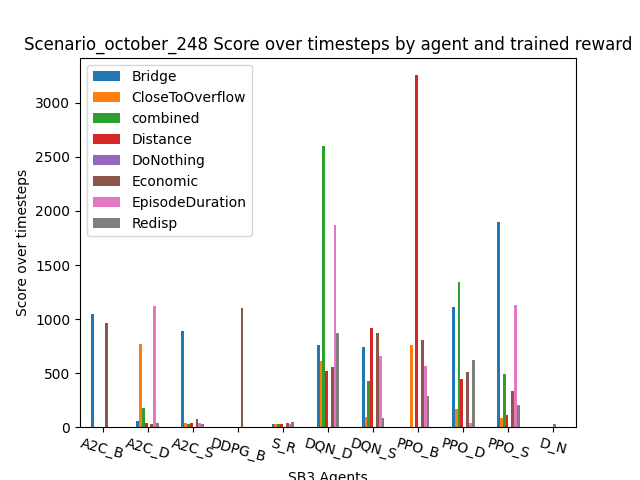 Scenario_october_248 Score over timesteps by agent and trained reward
Bridge
CloseToOverflow
combined
Distance
DoNothing
Economic
EpisodeDuration
Redisp
Score over timesteps
3000
2500
2000
1500
1000
500
0
A2C_B A2C_D A2C_S DDPG_B S_R DQN_D DQN_S PPO_B PPO_D PPO_S D_N
SB3 Agents